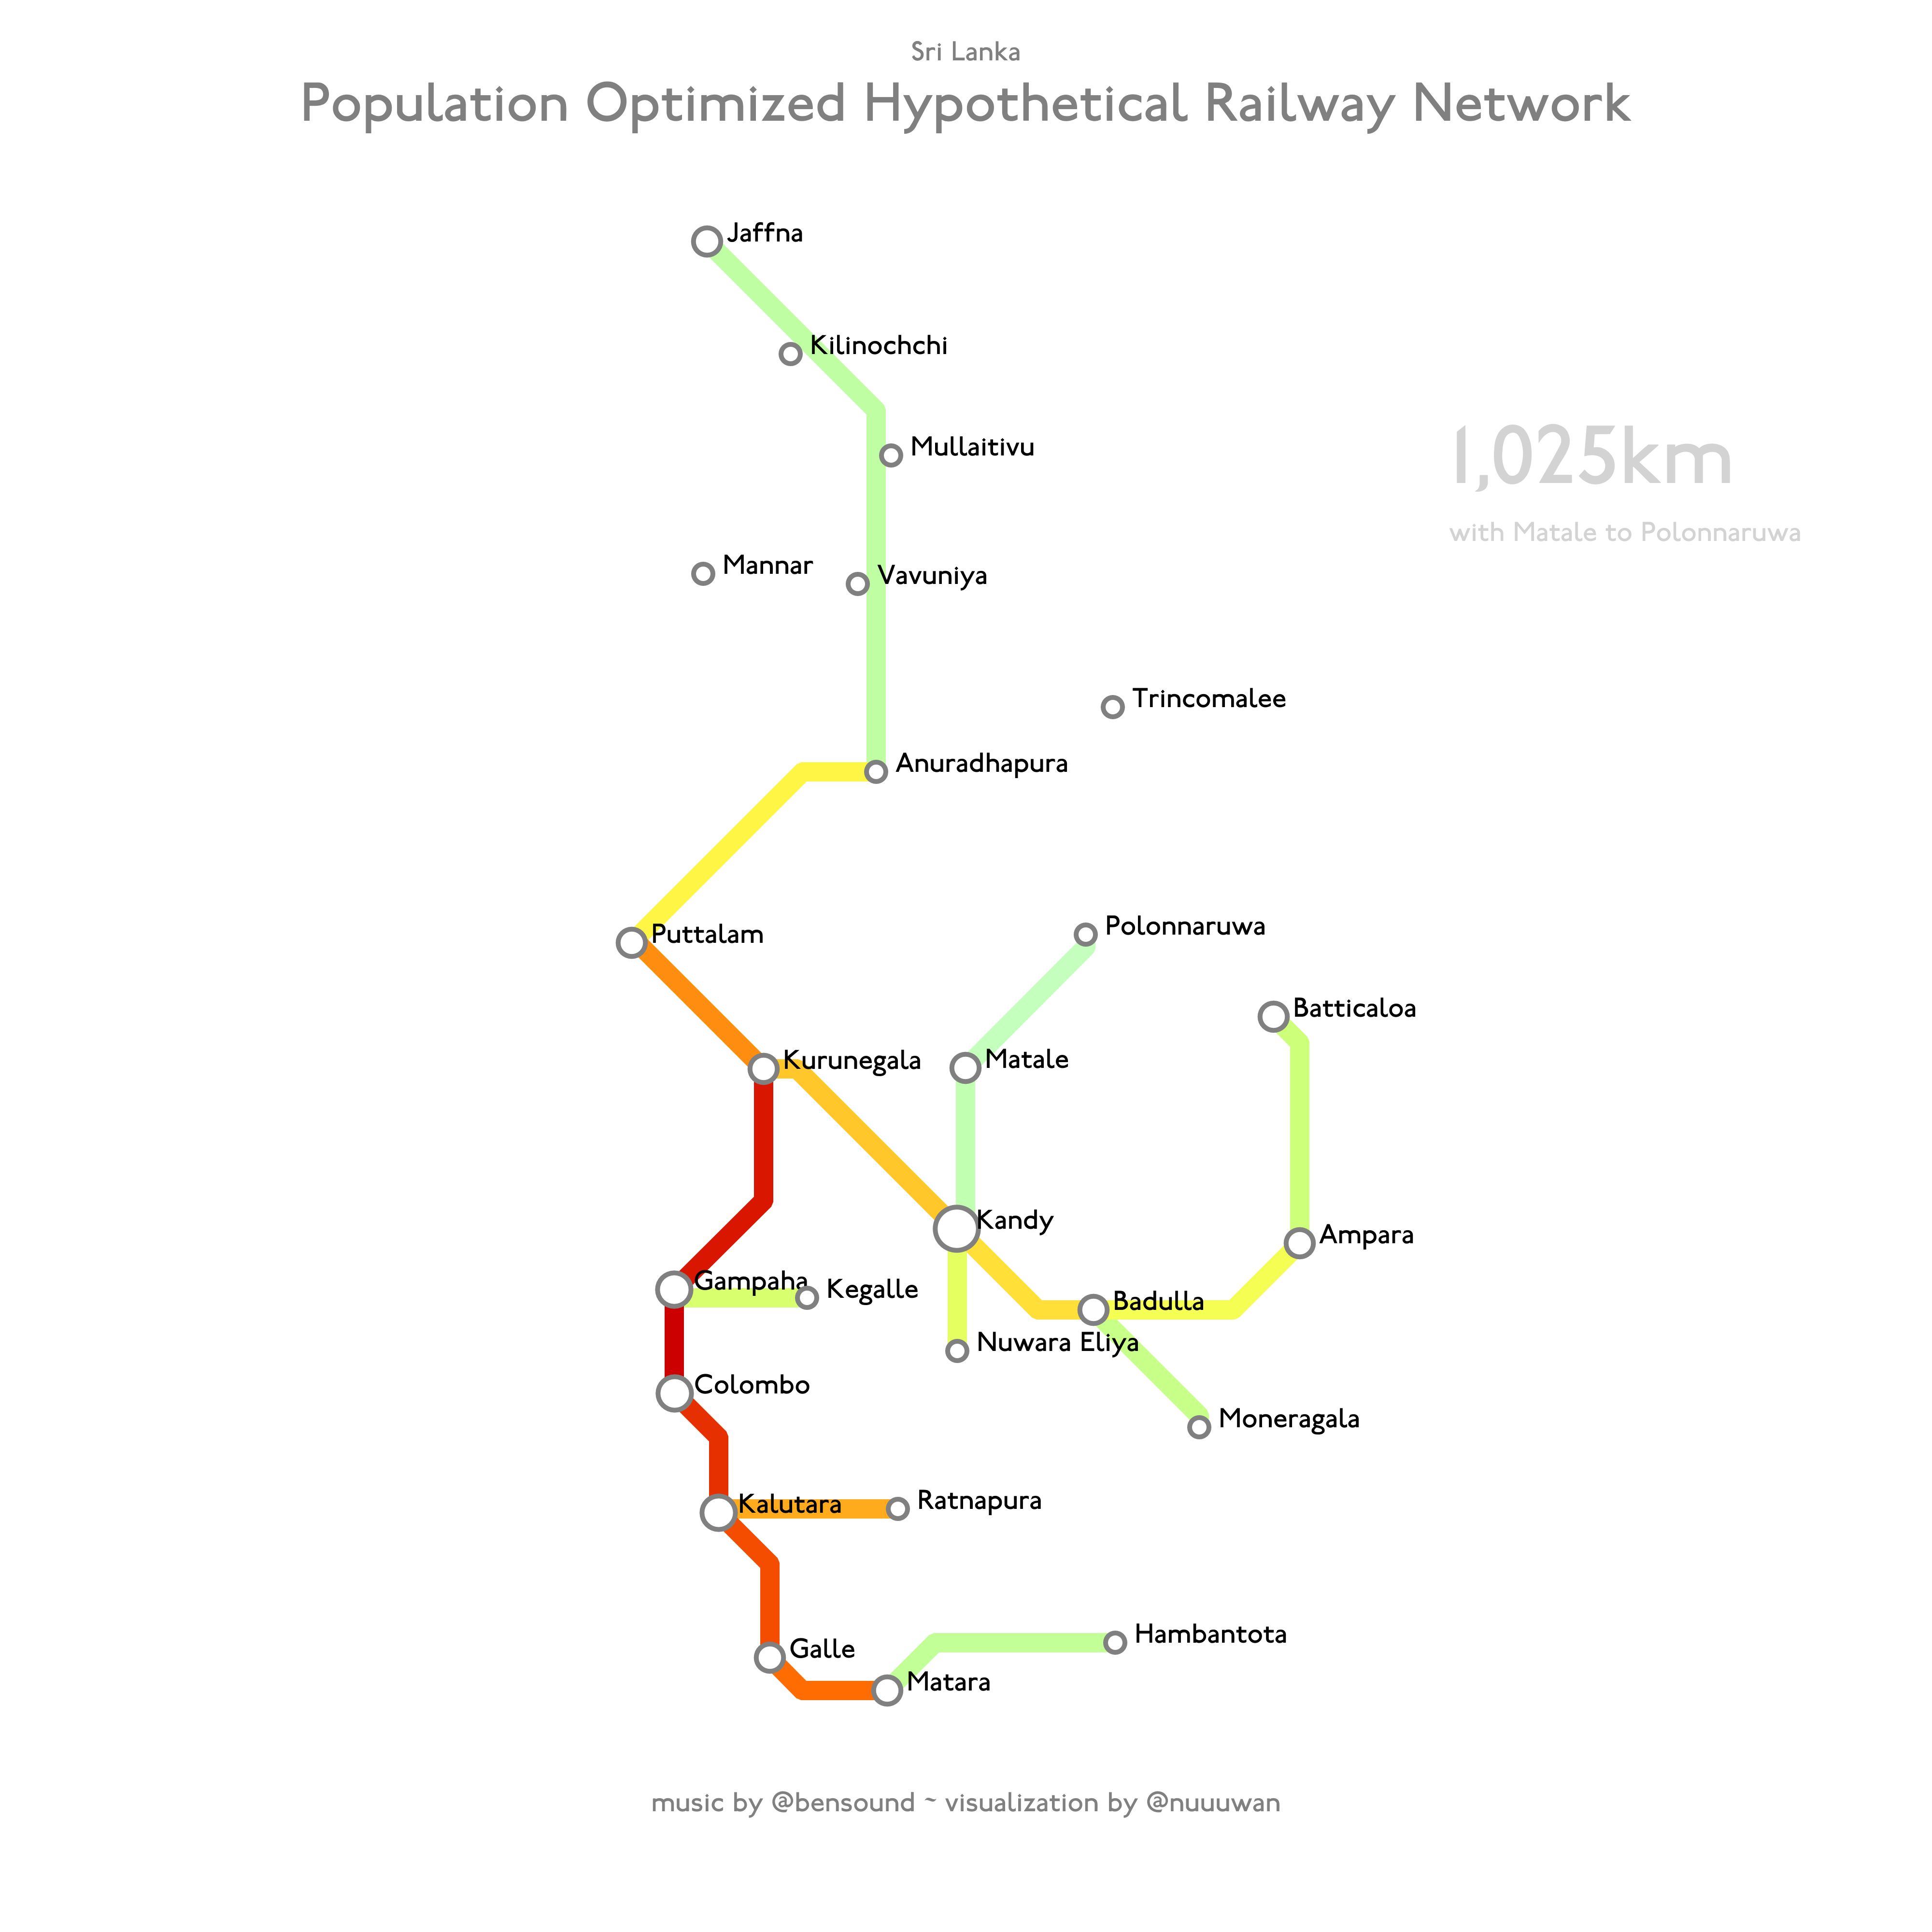 Sri Lanka
Population Optimized Hypothetical Railway Network
Jaffna
Kilinochchi
Mullaitivu
1,025km
with Matale to Polonnaruwa
Mannar
Vavuniya
Trincomalee
Anuradhapura
Puttalam
Polonnaruwa
Batticaloa
Kurunegala
Matale
Kandy
Ampara
Gampaha
Kegalle
Badulla
Nuwara Eliya
Colombo
Moneragala
Kalutara
Ratnapura
Galle
Hambantota
Matara
music by @bensound ~ visualization by @nuuuwan